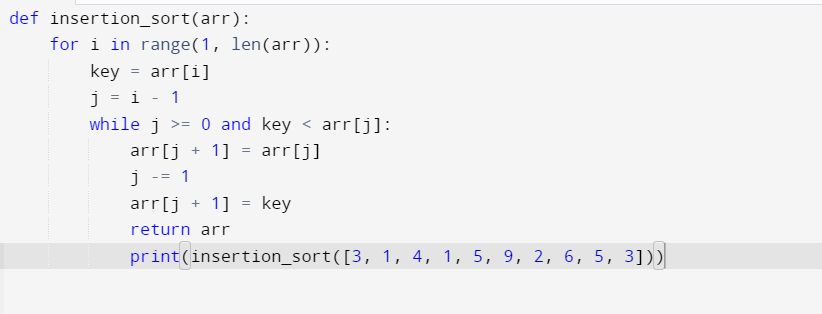 def insertion_sort(arr):
    for i in range(1, len(arr)):
        key = arr[i]
        j = i - 1
        while j >= 0 and key < arr[j]:
            arr[j + 1] = arr[j]
            j -= 1
            arr[j + 1] = key
            return arr
            print(insertion_sort([3, 1, 4, 1, 5, 9, 2, 6, 5, 3]))